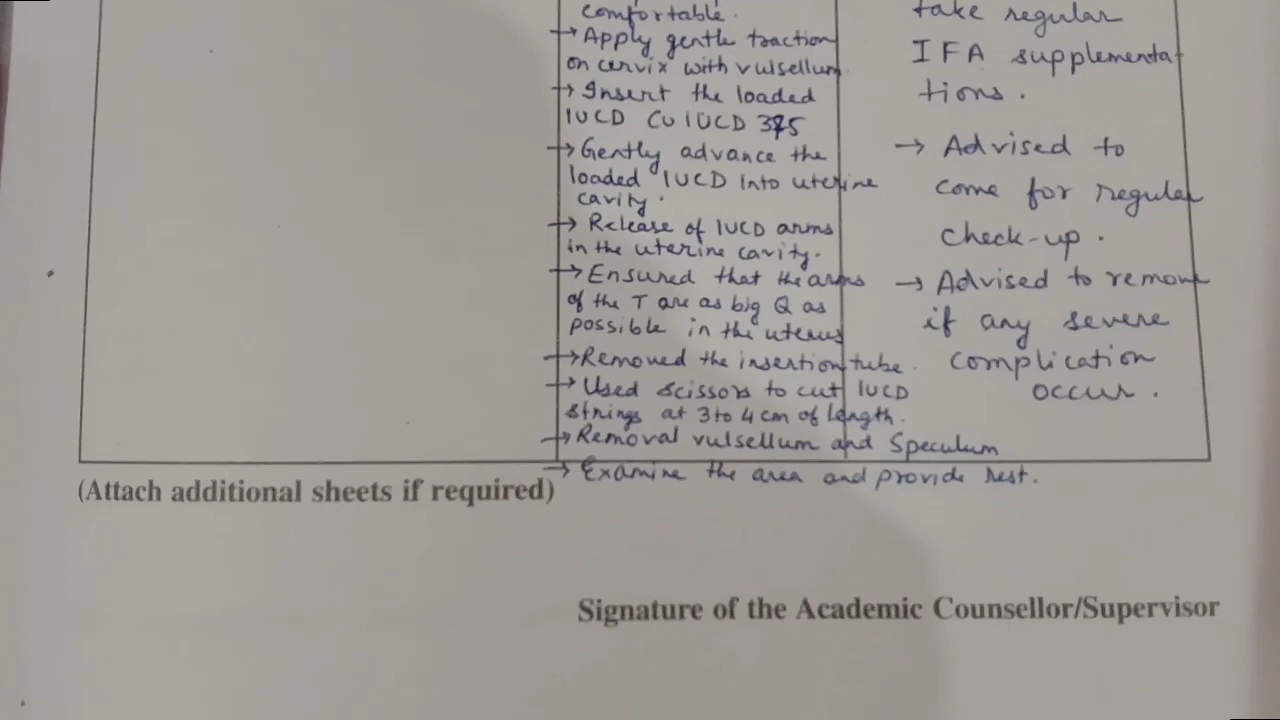 comfortable.
→ Apply gentle traction
on cervix with vulsellum.
→ Insert the loaded
IUCD Cu IUCD 375
→ Gently advance the
loaded IUCD into uterine
cavity.
→ Release of IUCD arms
in the uterine cavity.
→ Ensured that the arms
of the T are as big Q as
possible in the uterus
→ Removed the insertion tube.
→ Used scissors to cut IUCD
strings at 3 to 4 cm of length.
→ Removal vulsellum and Speculum
→ Examine the area and provide rest.
take regular
IFA supplementa
tions.
→ Advised to
come for regular
check-up.
→ Advised to remove
if any severe
complication
occur.
(Attach additional sheets if required)
Signature of the Academic Counsellor/Supervisor